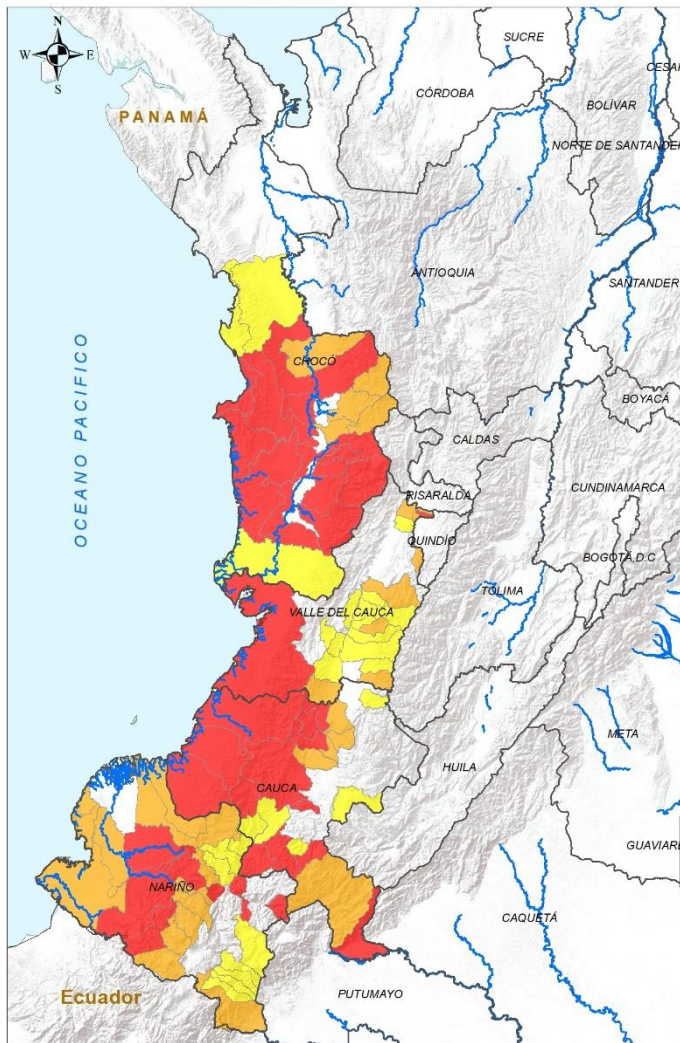 N
W E
S
SUCRE
CESAR
CÓRDOBA
BOLÍVAR
PANAMÁ
NORTE DE SANTANDER
ANTIOQUIA
SANTANDER
CHOCÓ
BOYACÁ
CALDAS
OCEANO PACIFICO
RISARALDA
CUNDINAMARCA
QUINDÍO
BOGOTÁ, D.C
TOLIMA
VALLE DEL CAUCA
META
HUILA
CAUCA
GUAVIARE
NARIÑO
CAQUETÁ
Ecuador
PUTUMAYO